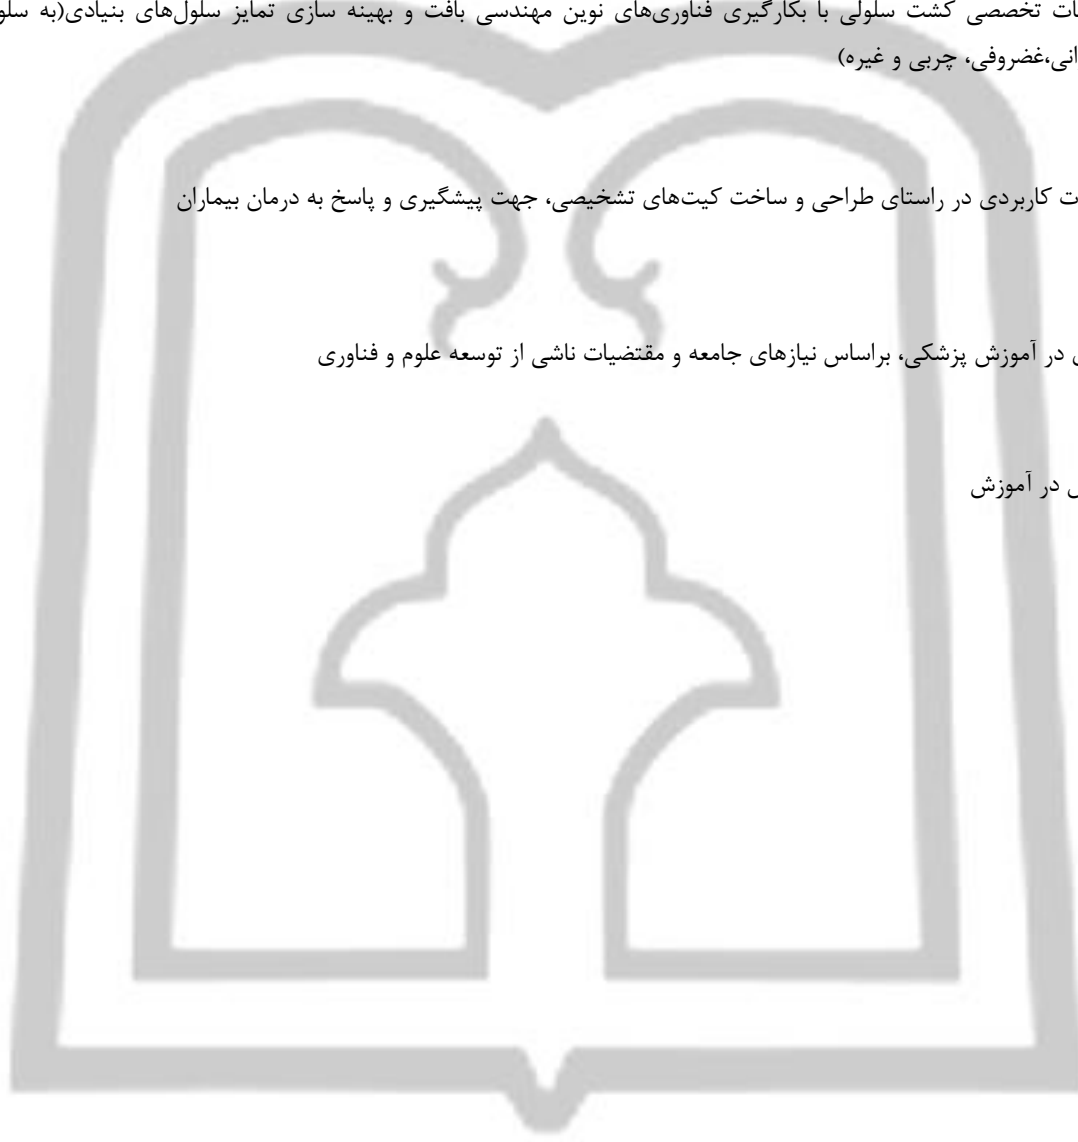 تخصصی کشت سلولی با بکارگیری فناوری‌های نوین مهندسی بافت و بهینه سازی تمایز سلول‌های بنیادی(به
غضروفی، چربی و غیره)
کاربردی در راستای طراحی و ساخت کیت‌های تشخیصی، جهت پیشگیری و پاسخ به درمان بیماران
در آموزش پزشکی، براساس نیازهای جامعه و مقتضیات ناشی از توسعه علوم و فناوری
در آموزش